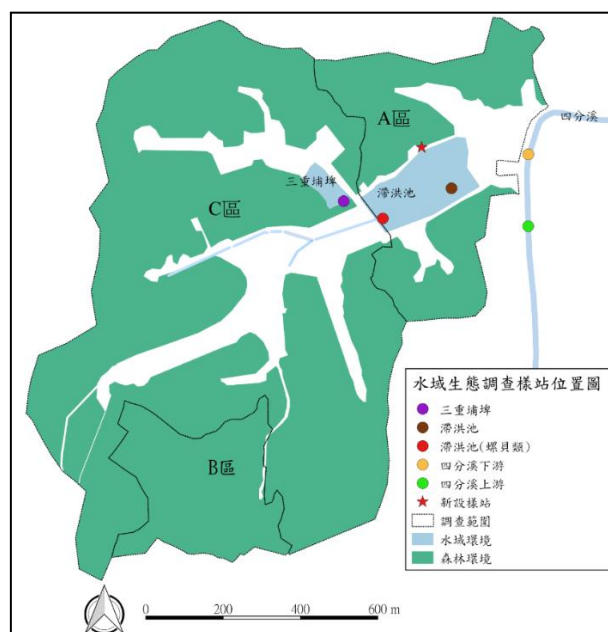 A區
四分溪
三重埔埤
滯洪池
C區
B區
水域生態調查樣站位置圖
三重埔埤
滯洪池
滯洪池(螺貝類)
四分溪下游
四分溪上游
新設樣站
調查範圍
水域環境
森林環境
0 200 400 600 m